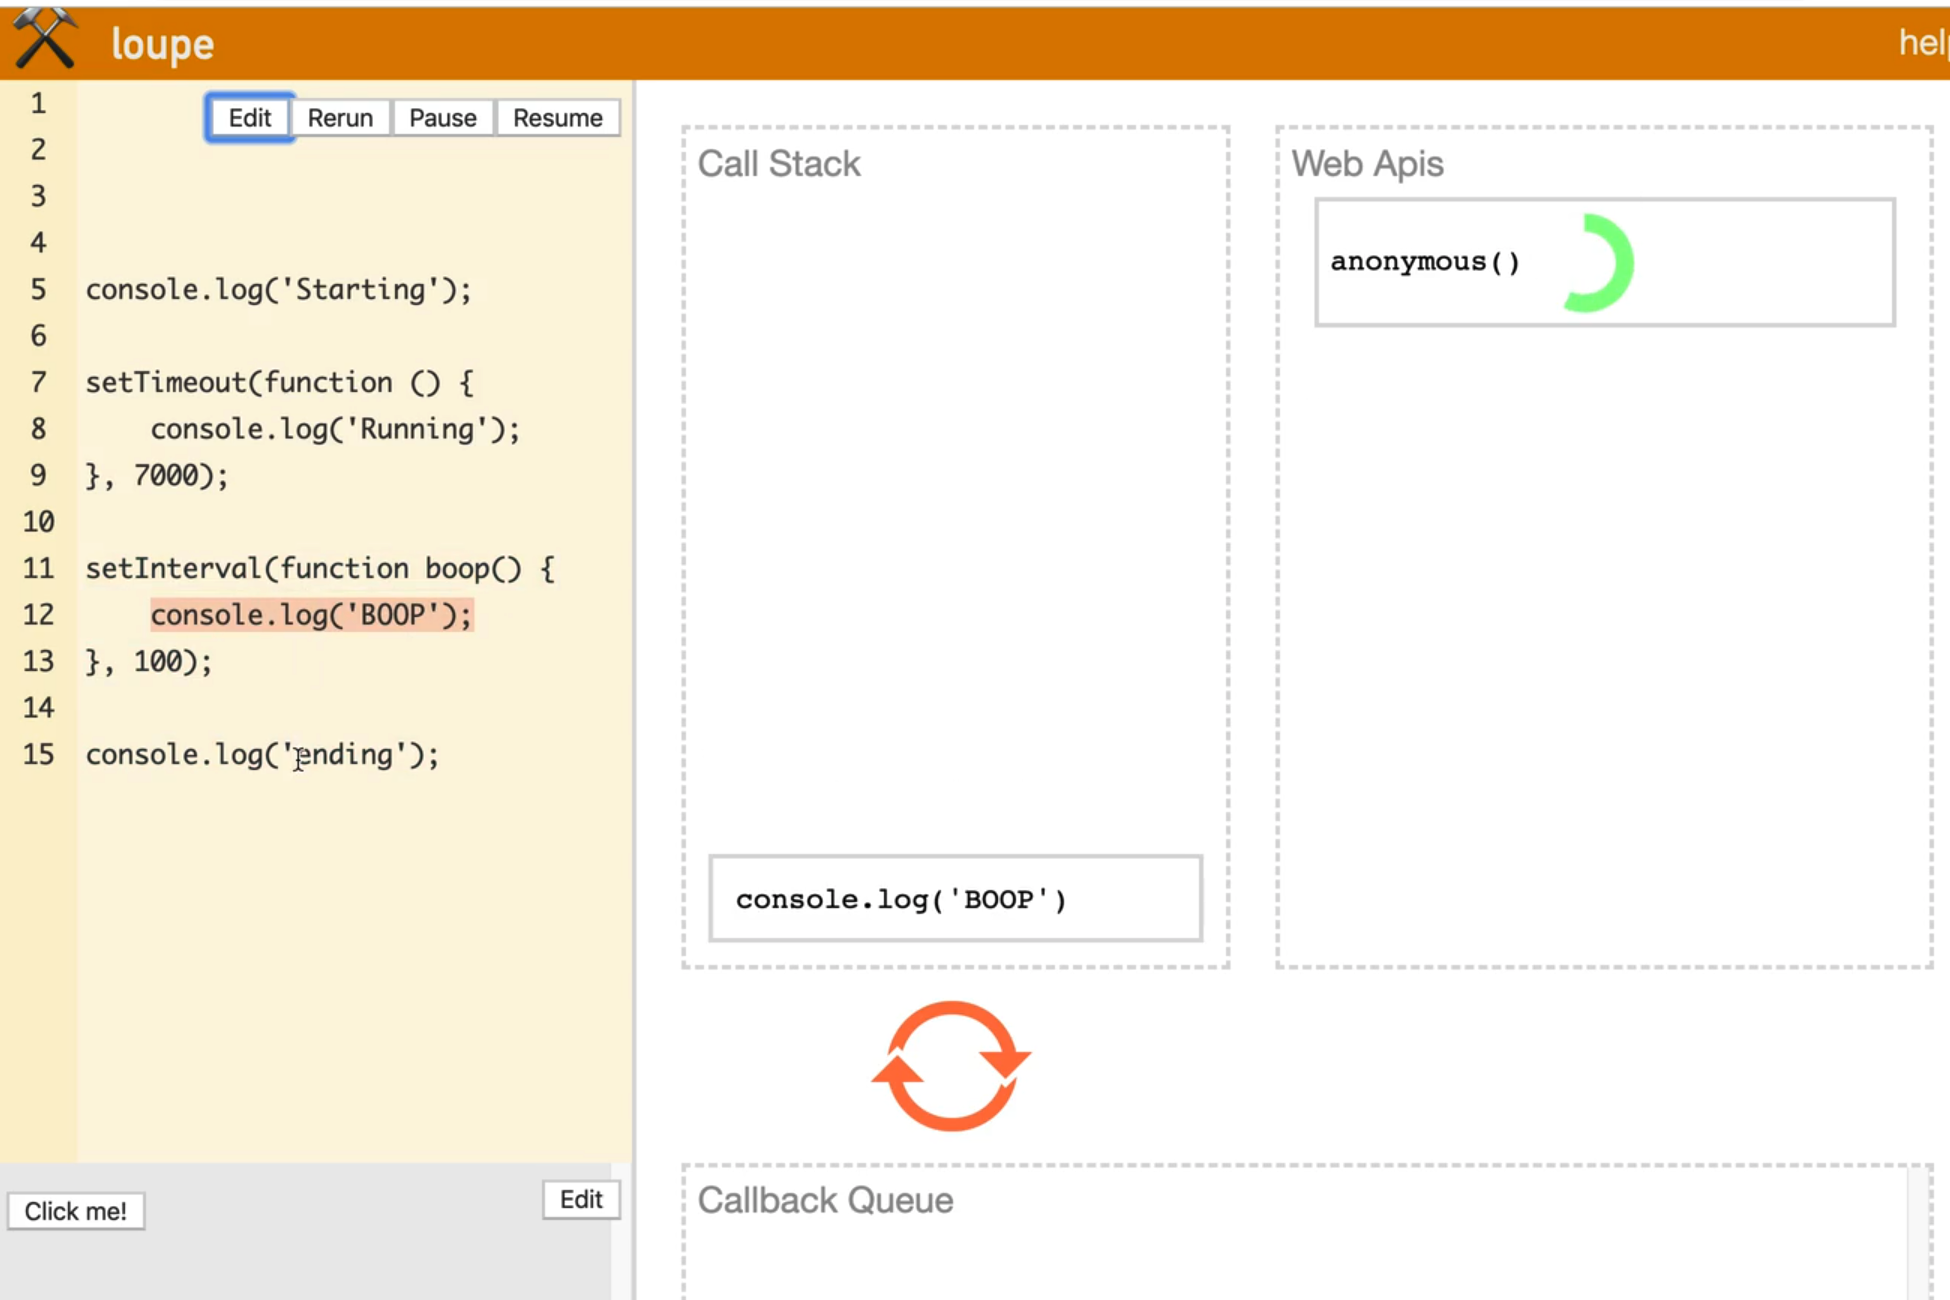 loupe
hel
Edit Rerun Pause Resume
1
2
3
4
5 console.log('Starting');
6
7 setTimeout(function () {
8     console.log('Running');
9 }, 7000);
10
11 setInterval(function boop() {
12     console.log('BOOP');
13 }, 100);
14
15 console.log('ending');
Click me!
Edit
Call Stack
console.log('BOOP')
Web Apis
anonymous()
Callback Queue